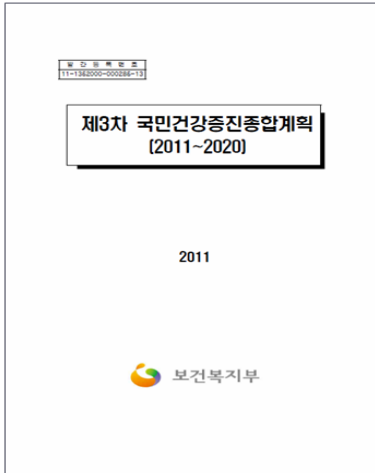 발간등록번호
11-1352000-000286-13
제3차 국민건강증진종합계획
(2011~2020)
2011
보건복지부